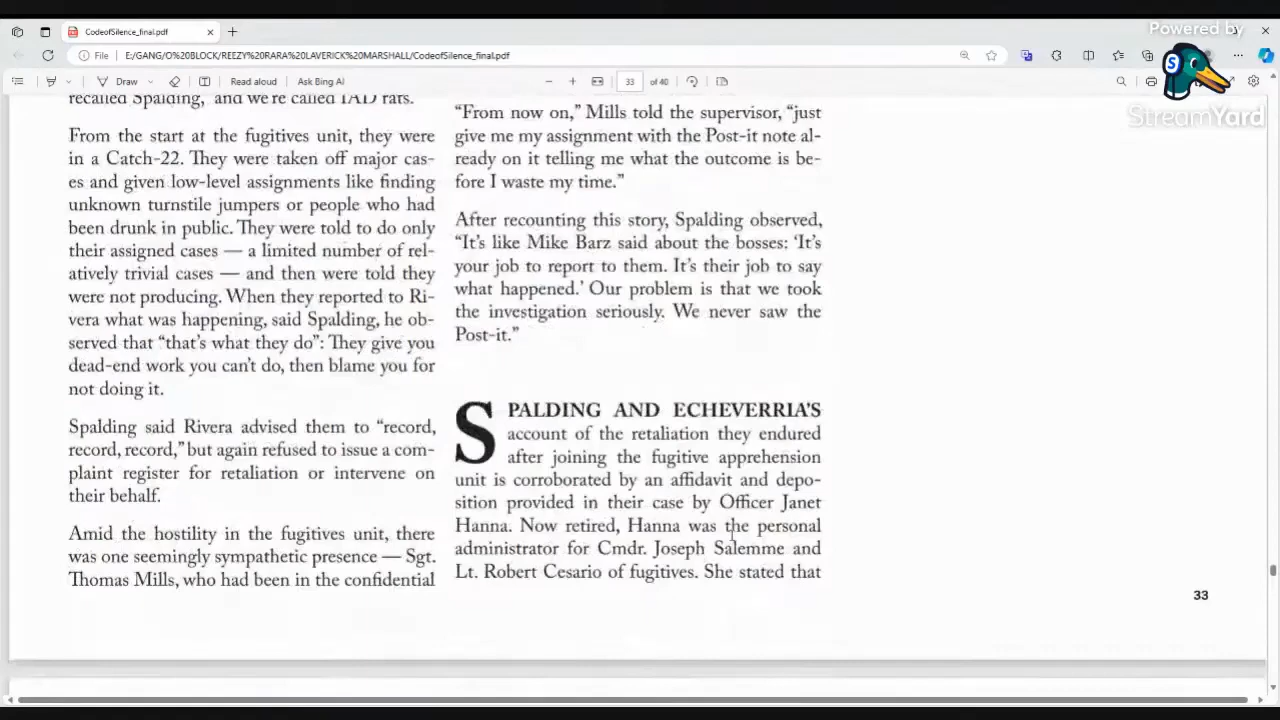 CodeofSilence_final.pdf
Powered by
File
E:/GANG/O%20BLOCK/REEZY%20RARA%20LAVERICK%20MARSHALL/CodeofSilence_final.pdf
Draw
Read aloud
Ask Bing AI
33
of 40
StreamYard
recalled Spalding, "and we're called IAD rats.
From the start at the fugitives unit, they were
in a Catch-22. They were taken off major cas-
es and given low-level assignments like finding
unknown turnstile jumpers or people who had
been drunk in public. They were told to do only
their assigned cases — a limited number of rel-
atively trivial cases — and then were told they
were not producing. When they reported to Ri-
vera what was happening, said Spalding, he ob-
served that "that's what they do": They give you
dead-end work you can't do, then blame you for
not doing it.
Spalding said Rivera advised them to "record,
record, record," but again refused to issue a com-
plaint register for retaliation or intervene on
their behalf.
Amid the hostility in the fugitives unit, there
was one seemingly sympathetic presence — Sgt.
Thomas Mills, who had been in the confidential
"From now on," Mills told the supervisor, "just
give me my assignment with the Post-it note al-
ready on it telling me what the outcome is be-
fore I waste my time."
After recounting this story, Spalding observed,
"It's like Mike Barz said about the bosses: 'It's
your job to report to them. It's their job to say
what happened.' Our problem is that we took
the investigation seriously. We never saw the
Post-it."
SPALDING AND ECHEVERRIA'S
account of the retaliation they endured
after joining the fugitive apprehension
unit is corroborated by an affidavit and depo-
sition provided in their case by Officer Janet
Hanna. Now retired, Hanna was the personal
administrator for Cmdr. Joseph Salemme and
Lt. Robert Cesario of fugitives. She stated that
33